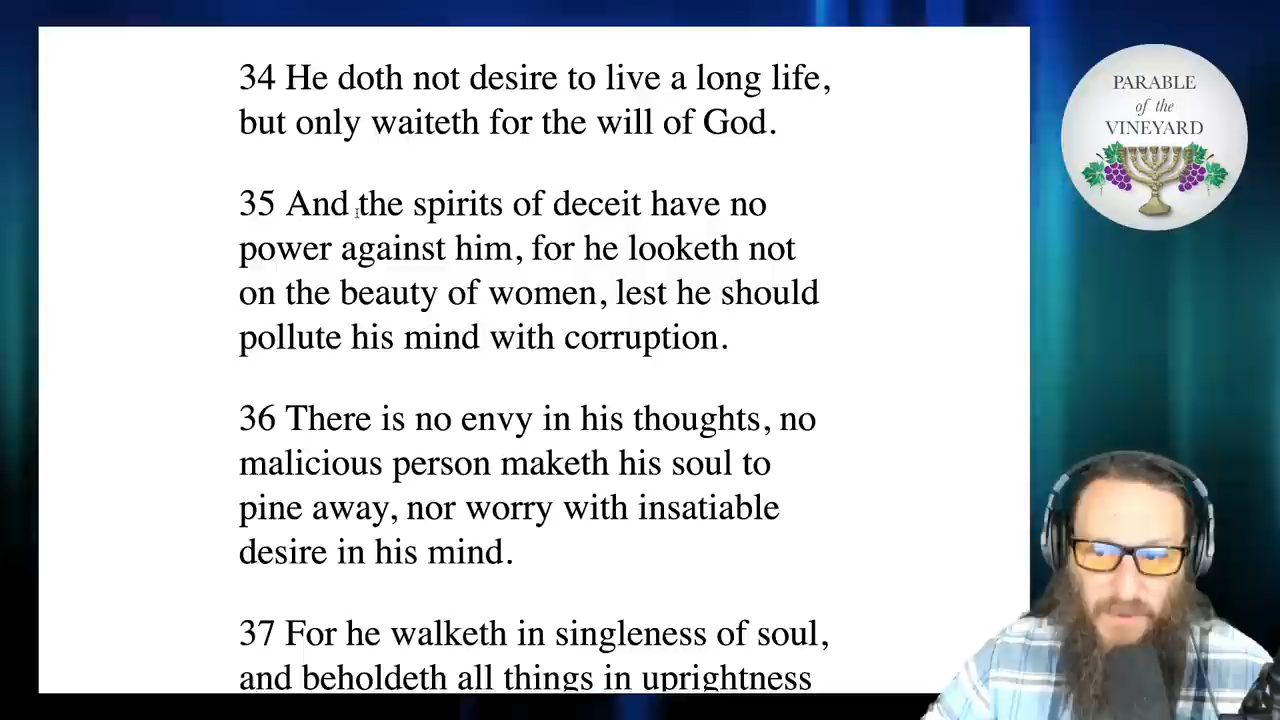 34 He doth not desire to live a long life,
but only waiteth for the will of God.
35 And the spirits of deceit have no
power against him, for he looketh not
on the beauty of women, lest he should
pollute his mind with corruption.
36 There is no envy in his thoughts, no
malicious person maketh his soul to
pine away, nor worry with insatiable
desire in his mind.
37 For he walketh in singleness of soul,
and beholdeth all things in uprightness
PARABLE
of the
VINEYARD